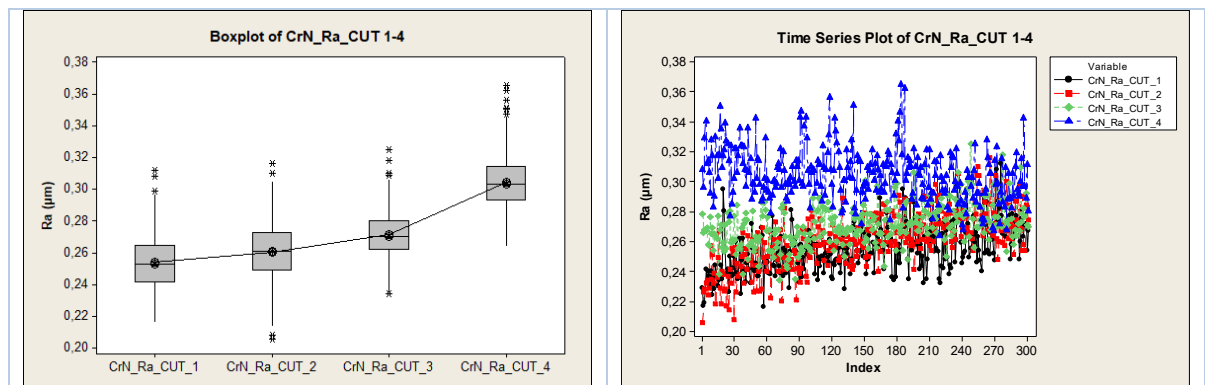 Boxplot of CrN_Ra_CUT 1-4
0,38
0,36
0,34
0,32
0,30
0,28
0,26
0,24
0,22
0,20
Ra (µm)
CrN_Ra_CUT_1 CrN_Ra_CUT_2 CrN_Ra_CUT_3 CrN_Ra_CUT_4
Time Series Plot of CrN_Ra_CUT 1-4
0,38
0,36
0,34
0,32
0,30
0,28
0,26
0,24
0,22
0,20
Ra (µm)
1 30 60 90 120 150 180 210 240 270 300
Index
Variable
CrN_Ra_CUT_1
CrN_Ra_CUT_2
CrN_Ra_CUT_3
CrN_Ra_CUT_4